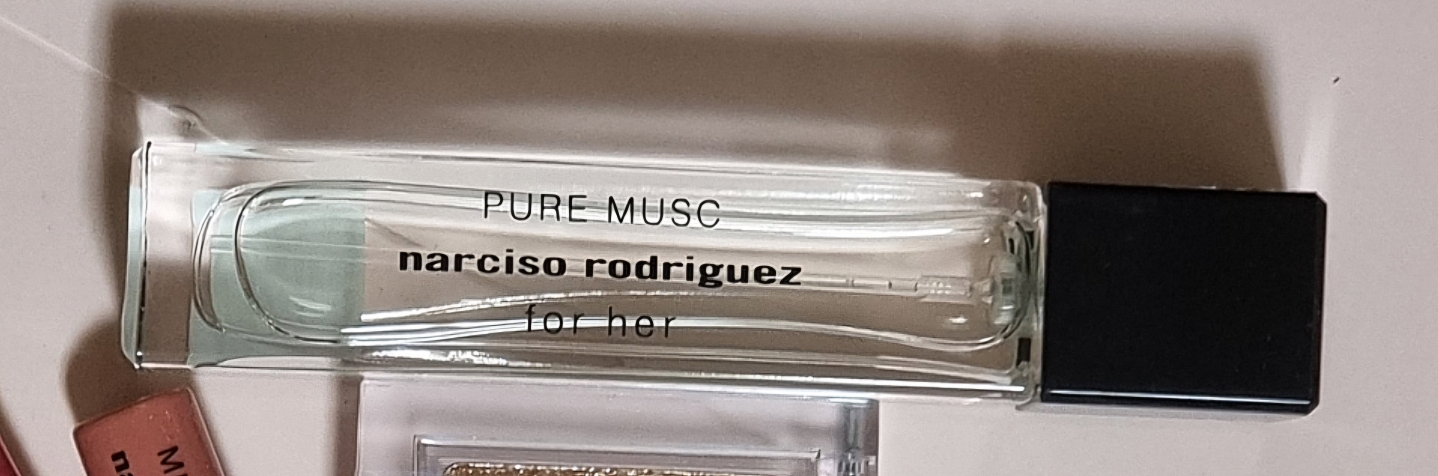 PURE MUSC
narciso rodriguez
for her